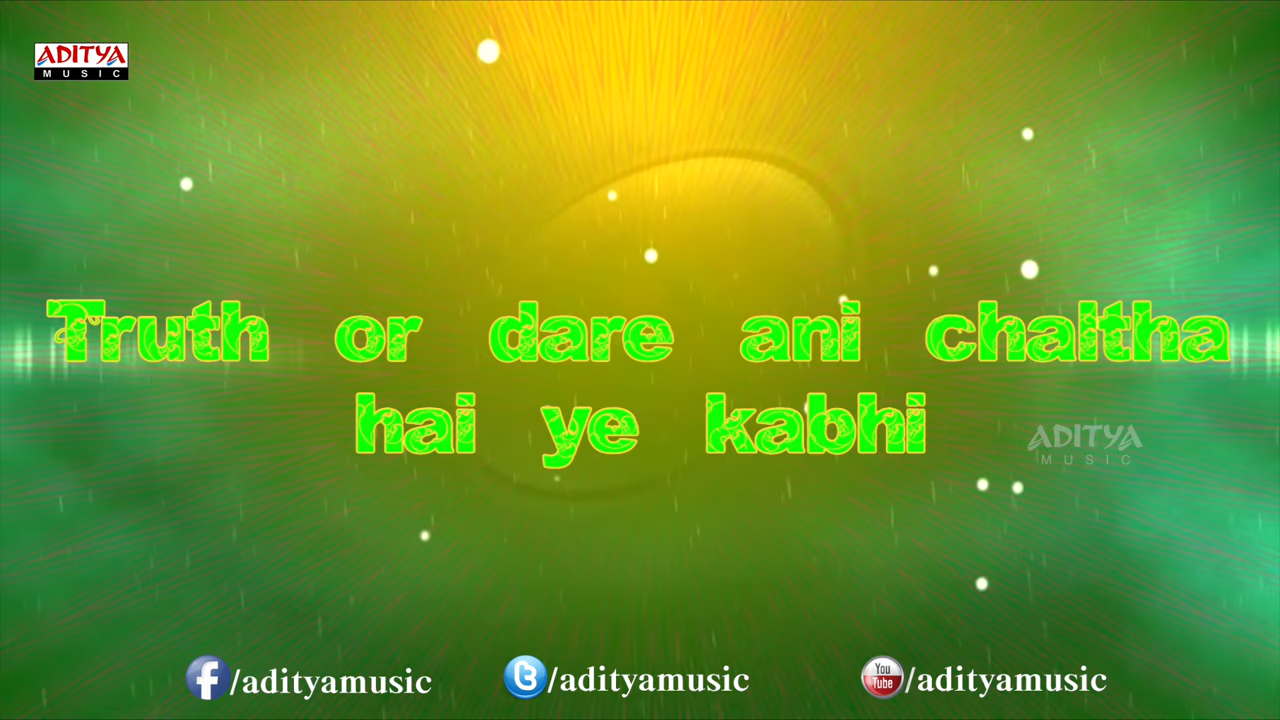 ADITYA
MUSIC
Truth or dare ani chaltha
hai ye kabhi
ADITYA
MUSIC
f/adityamusic
t/adityamusic
You
Tube/adityamusic